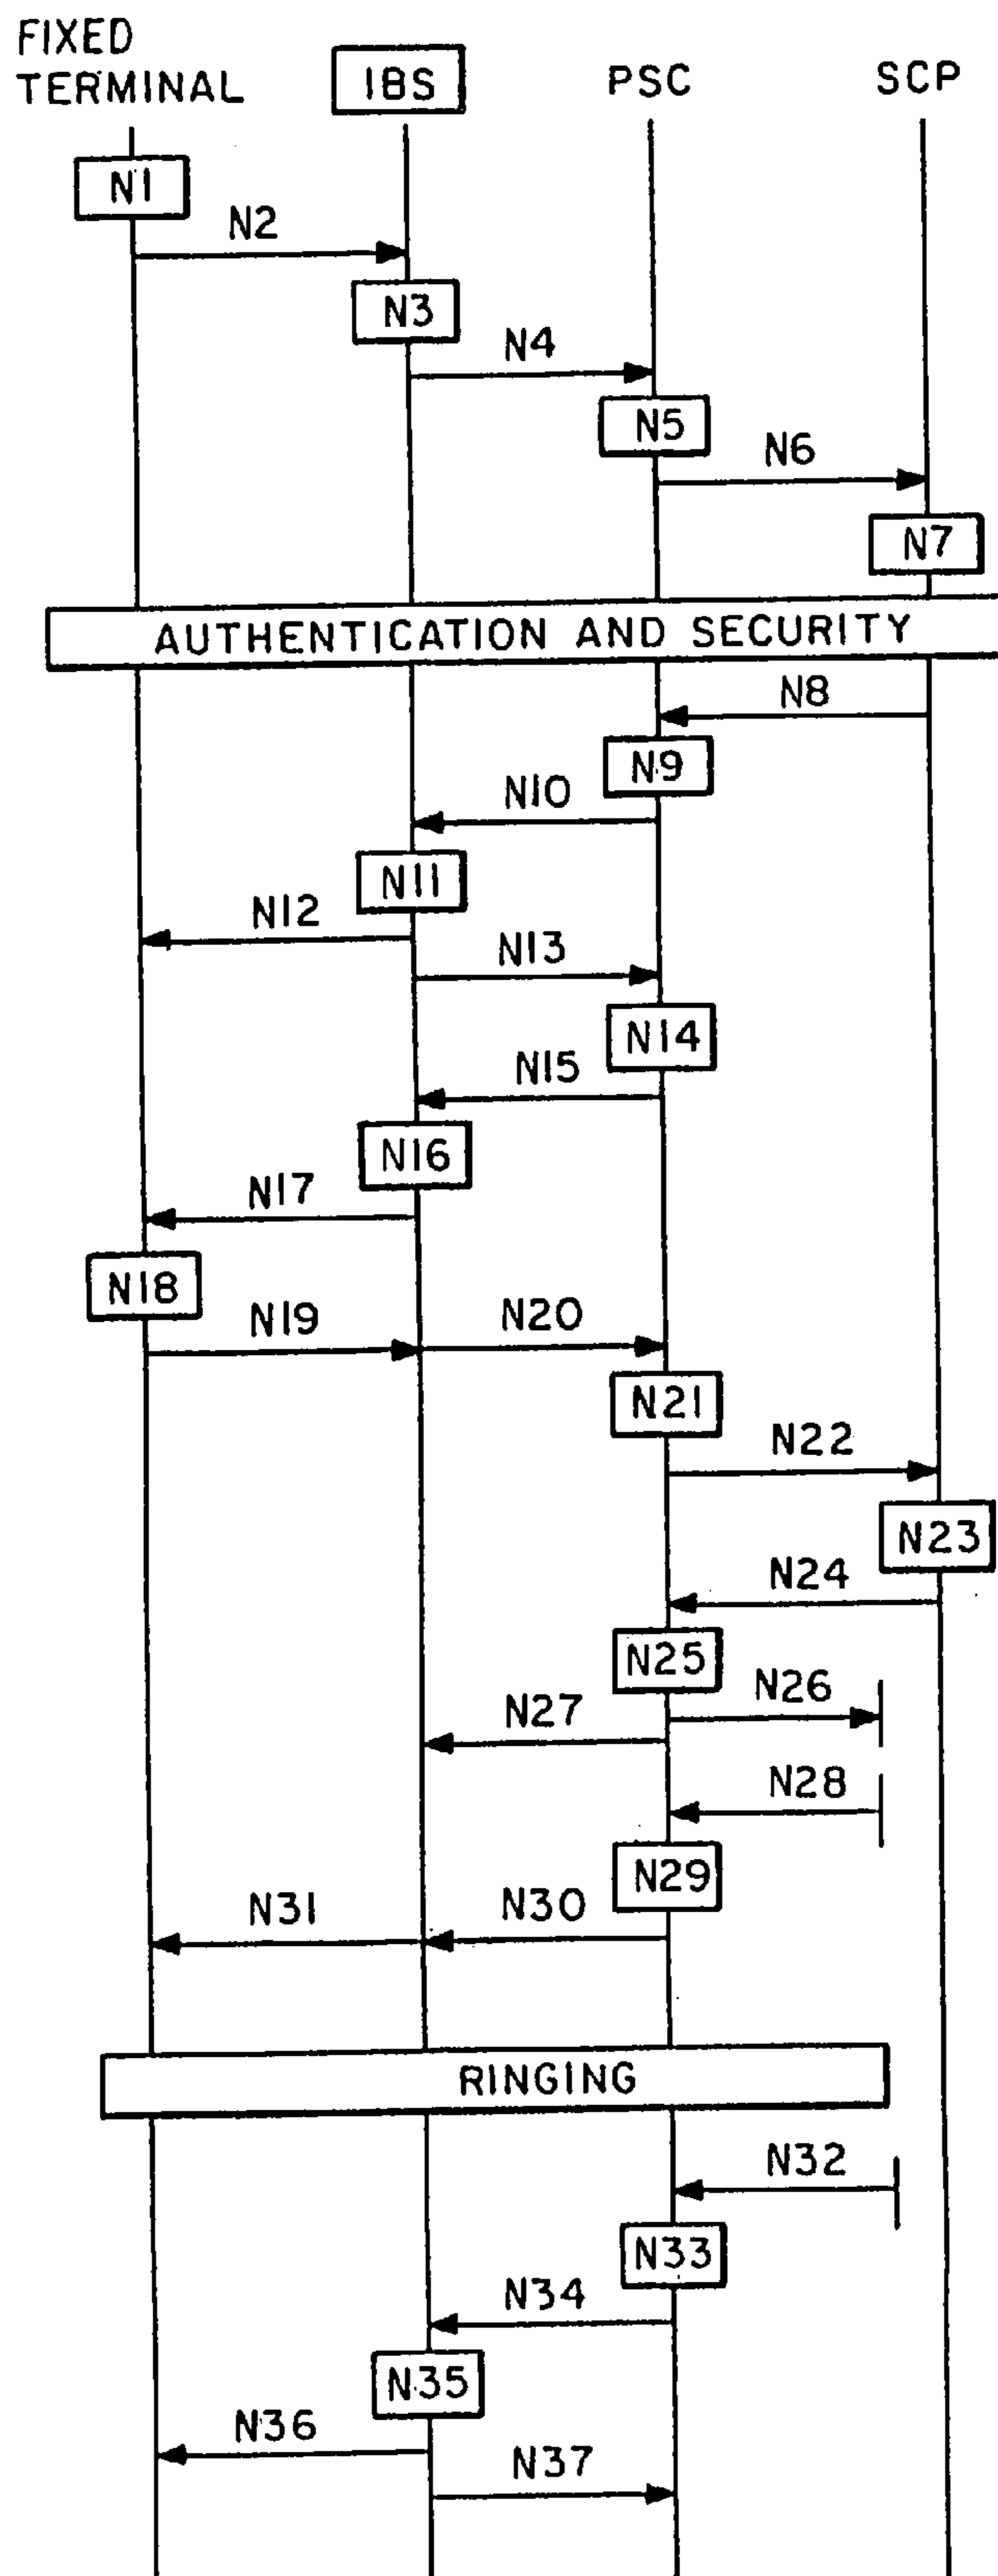 FIXED
TERMINAL
IBS
PSC
SCP
N1
N2
N3
N4
N5
N6
N7
AUTHENTICATION AND SECURITY
N8
N9
N10
N11
N12
N13
N14
N15
N16
N17
N18
N19
N20
N21
N22
N23
N24
N25
N26
N27
N28
N29
N30
N31
RINGING
N32
N33
N34
N35
N36
N37